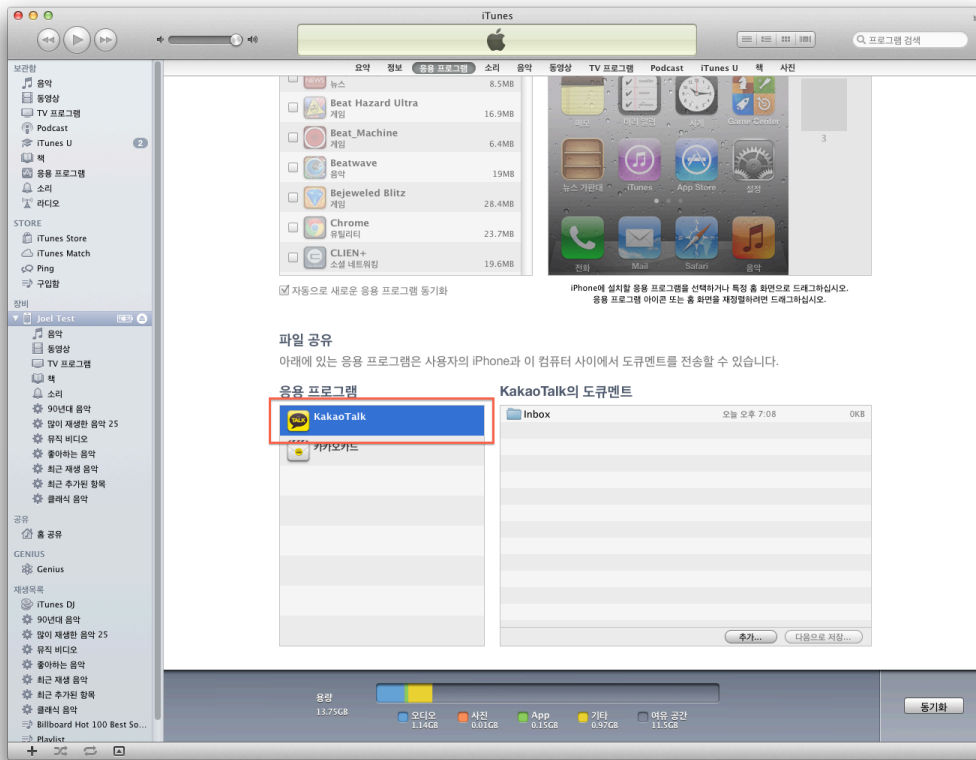 iTunes
프로그램 검색
보관함
음악
동영상
TV 프로그램
Podcast
iTunes U 2
책
응용 프로그램
소리
라디오
STORE
iTunes Store
iTunes Match
Ping
구입함
장비
Joel Test
음악
동영상
TV 프로그램
책
소리
90년대 음악
많이 재생한 음악 25
뮤직 비디오
좋아하는 음악
최근 재생 음악
최근 추가된 항목
클래식 음악
공유
홈 공유
GENIUS
Genius
재생목록
iTunes DJ
90년대 음악
많이 재생한 음악 25
뮤직 비디오
좋아하는 음악
최근 재생 음악
최근 추가된 항목
클래식 음악
Billboard Hot 100 Best So...
Playlist
요약 정보 응용 프로그램 소리 음악 동영상 TV 프로그램 Podcast iTunes U 책 사진
NEWS
뉴스 8.5MB
Beat Hazard Ultra
게임 16.9MB
Beat_Machine
게임 6.4MB
Beatwave
음악 19MB
Bejeweled Blitz
게임 28.4MB
Chrome
유틸리티 23.7MB
CLIEN+
소셜 네트워킹 19.6MB
자동으로 새로운 응용 프로그램 동기화
메모 미리 알림 시계 Game Center
뉴스 가판대 iTunes App Store 설정
전화 Mail Safari 음악
3
iPhone에 설치할 응용 프로그램을 선택하거나 특정 홈 화면으로 드래그하십시오.
응용 프로그램 아이콘 또는 홈 화면을 재정렬하려면 드래그하십시오.
파일 공유
아래에 있는 응용 프로그램은 사용자의 iPhone과 이 컴퓨터 사이에서 도큐멘트를 전송할 수 있습니다.
응용 프로그램
TALK
KakaoTalk
카카오카드
KakaoTalk의 도큐멘트
Inbox 오늘 오후 7:08 0KB
추가... 다음으로 저장...
용량
13.75GB
오디오
1.14GB
사진
0.01GB
App
0.15GB
기타
0.97GB
여유 공간
11.5GB
동기화